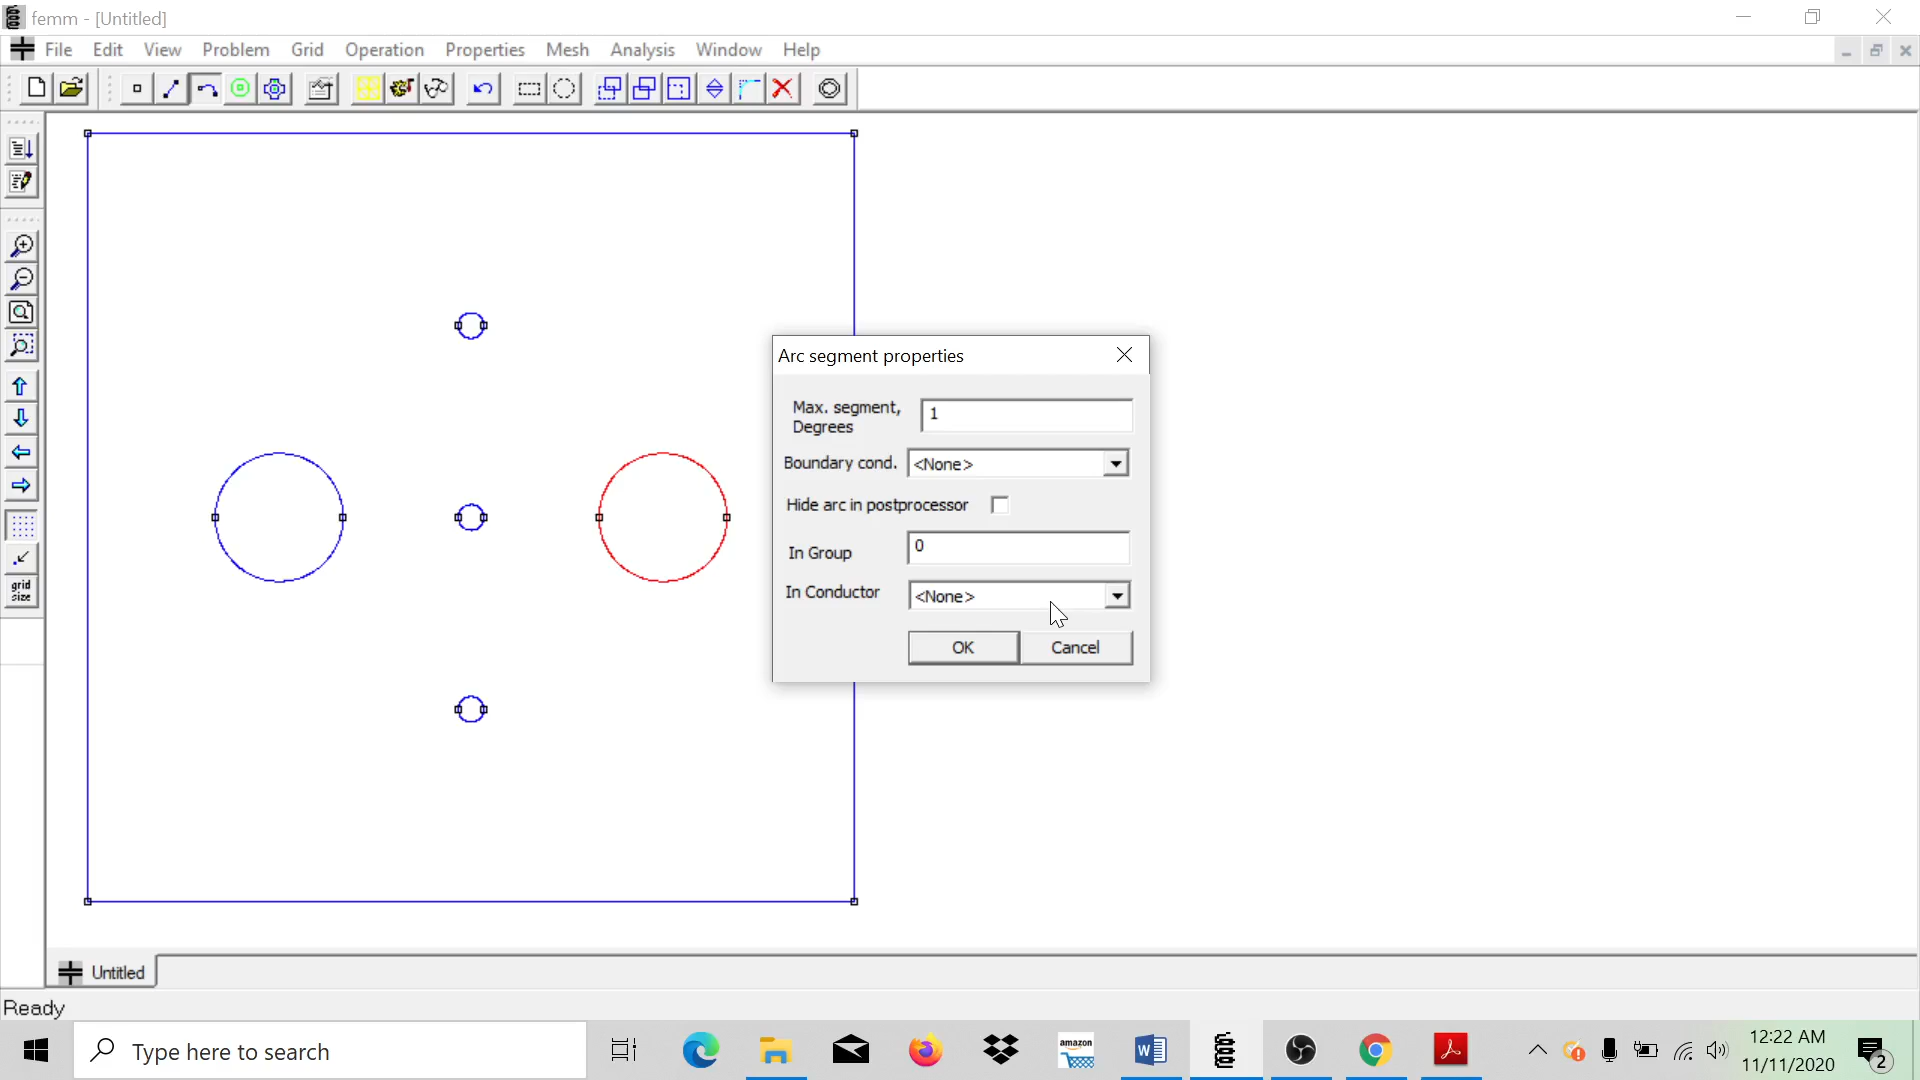 femm - [Untitled]
File Edit View Problem Grid Operation Properties Mesh Analysis Window Help
grid
size
Arc segment properties
Max. segment,
Degrees
1
Boundary cond.
<None>
Hide arc in postprocessor
In Group
0
In Conductor
<None>
OK
Cancel
Untitled
Ready
Type here to search
amazon
W
12:22 AM
11/11/2020
2